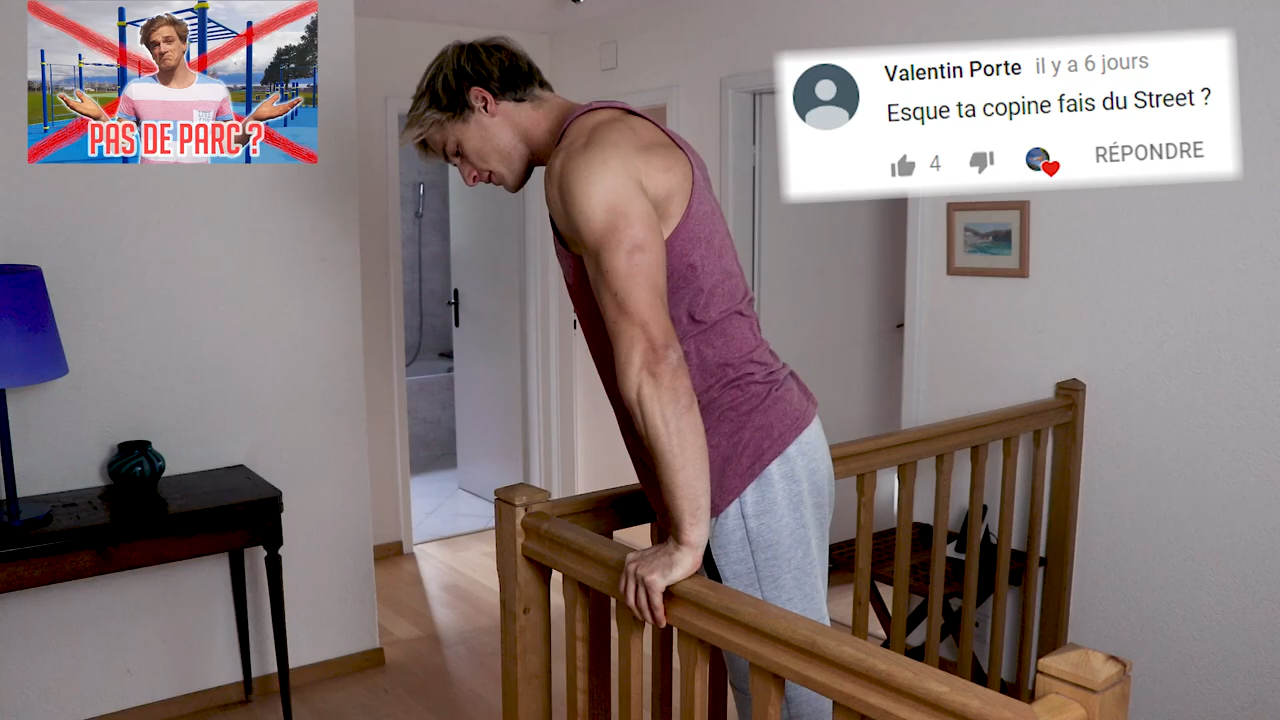 PAS DE PARC ?
Valentin Porte il y a 6 jours
Esque ta copine fais du Street ?
4 RÉPONDRE